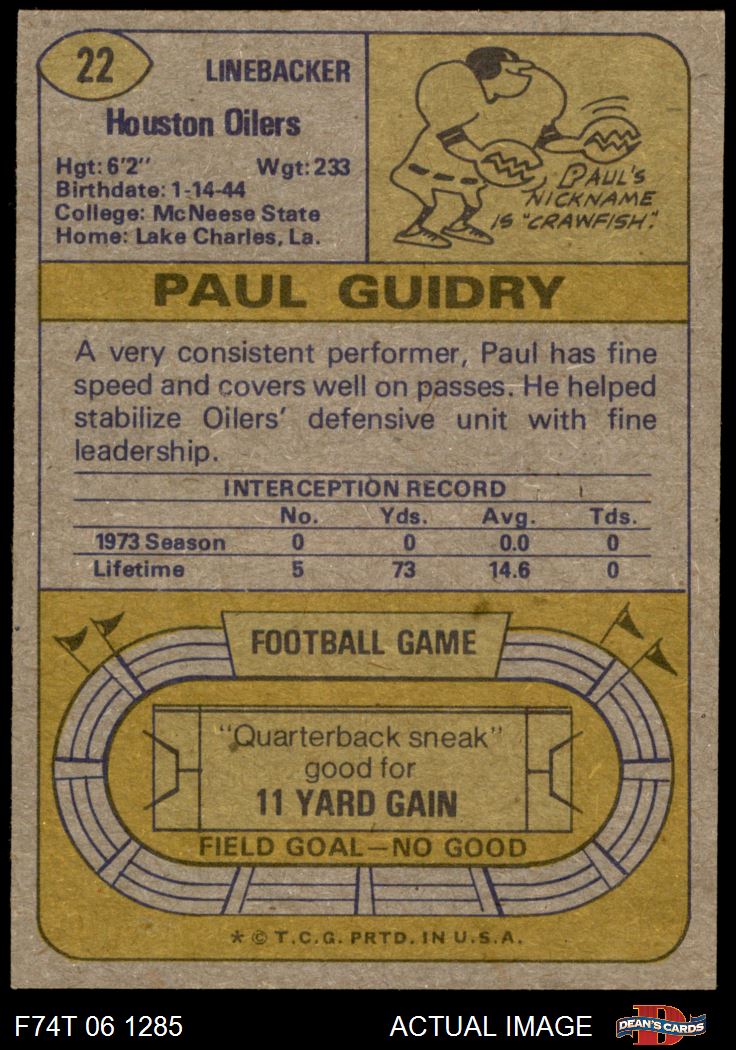 22
LINEBACKER
Houston Oilers
Hgt: 6'2" Wgt: 233
Birthdate: 1-14-44
College: McNeese State
Home: Lake Charles, La.
PAUL'S
NICKNAME
IS "CRAWFISH."
PAUL GUIDRY
A very consistent performer, Paul has fine
speed and covers well on passes. He helped
stabilize Oilers' defensive unit with fine
leadership.
INTERCEPTION RECORD
No. Yds. Avg. Tds.
1973 Season 0 0 0.0 0
Lifetime 5 73 14.6 0
FOOTBALL GAME
"Quarterback sneak"
good for
11 YARD GAIN
FIELD GOAL—NO GOOD
* © T.C.G. PRTD. IN U.S.A.
F74T 06 1285 ACTUAL IMAGE
D
DEAN'S CARDS